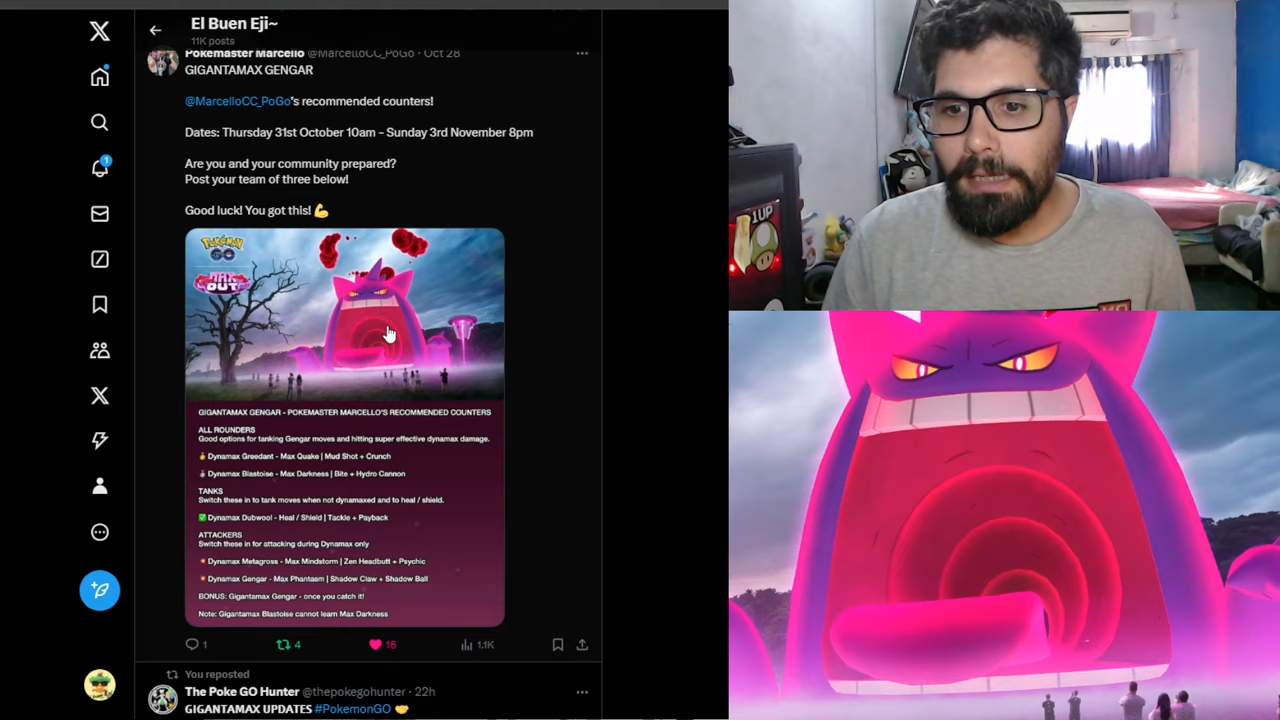 El Buen Eji~
11K posts
Pokemaster Marcello @MarcelloCC_PoGo · Oct 28
GIGANTAMAX GENGAR
@MarcelloCC_PoGo's recommended counters!
Dates: Thursday 31st October 10am - Sunday 3rd November 8pm
Are you and your community prepared?
Post your team of three below!
Good luck! You got this! 💪
POKÉMON GO
MAX OUT
GIGANTAMAX GENGAR - POKEMASTER MARCELLO'S RECOMMENDED COUNTERS
ALL ROUNDERS
Good options for tanking Gengar moves and hitting super effective dynamax damage.
🥇 Dynamax Greedant - Max Quake | Mud Shot + Crunch
🥈 Dynamax Blastoise - Max Darkness | Bite + Hydro Cannon
TANKS
Switch these in to tank moves when not dynamaxed and to heal / shield.
✅ Dynamax Dubwool - Heal / Shield | Tackle + Payback
ATTACKERS
Switch these in for attacking during Dynamax only
💥 Dynamax Metagross - Max Mindstorm | Zen Headbutt + Psychic
💥 Dynamax Gengar - Max Phantasm | Shadow Claw + Shadow Ball
BONUS: Gigantamax Gengar - once you catch it!
Note: Gigantamax Blastoise cannot learn Max Darkness
1 4 16 1.1K
You reposted
The Poke GO Hunter @thepokegohunter · 22h
GIGANTAMAX UPDATES #PokemonGO 🤝
1
1UP